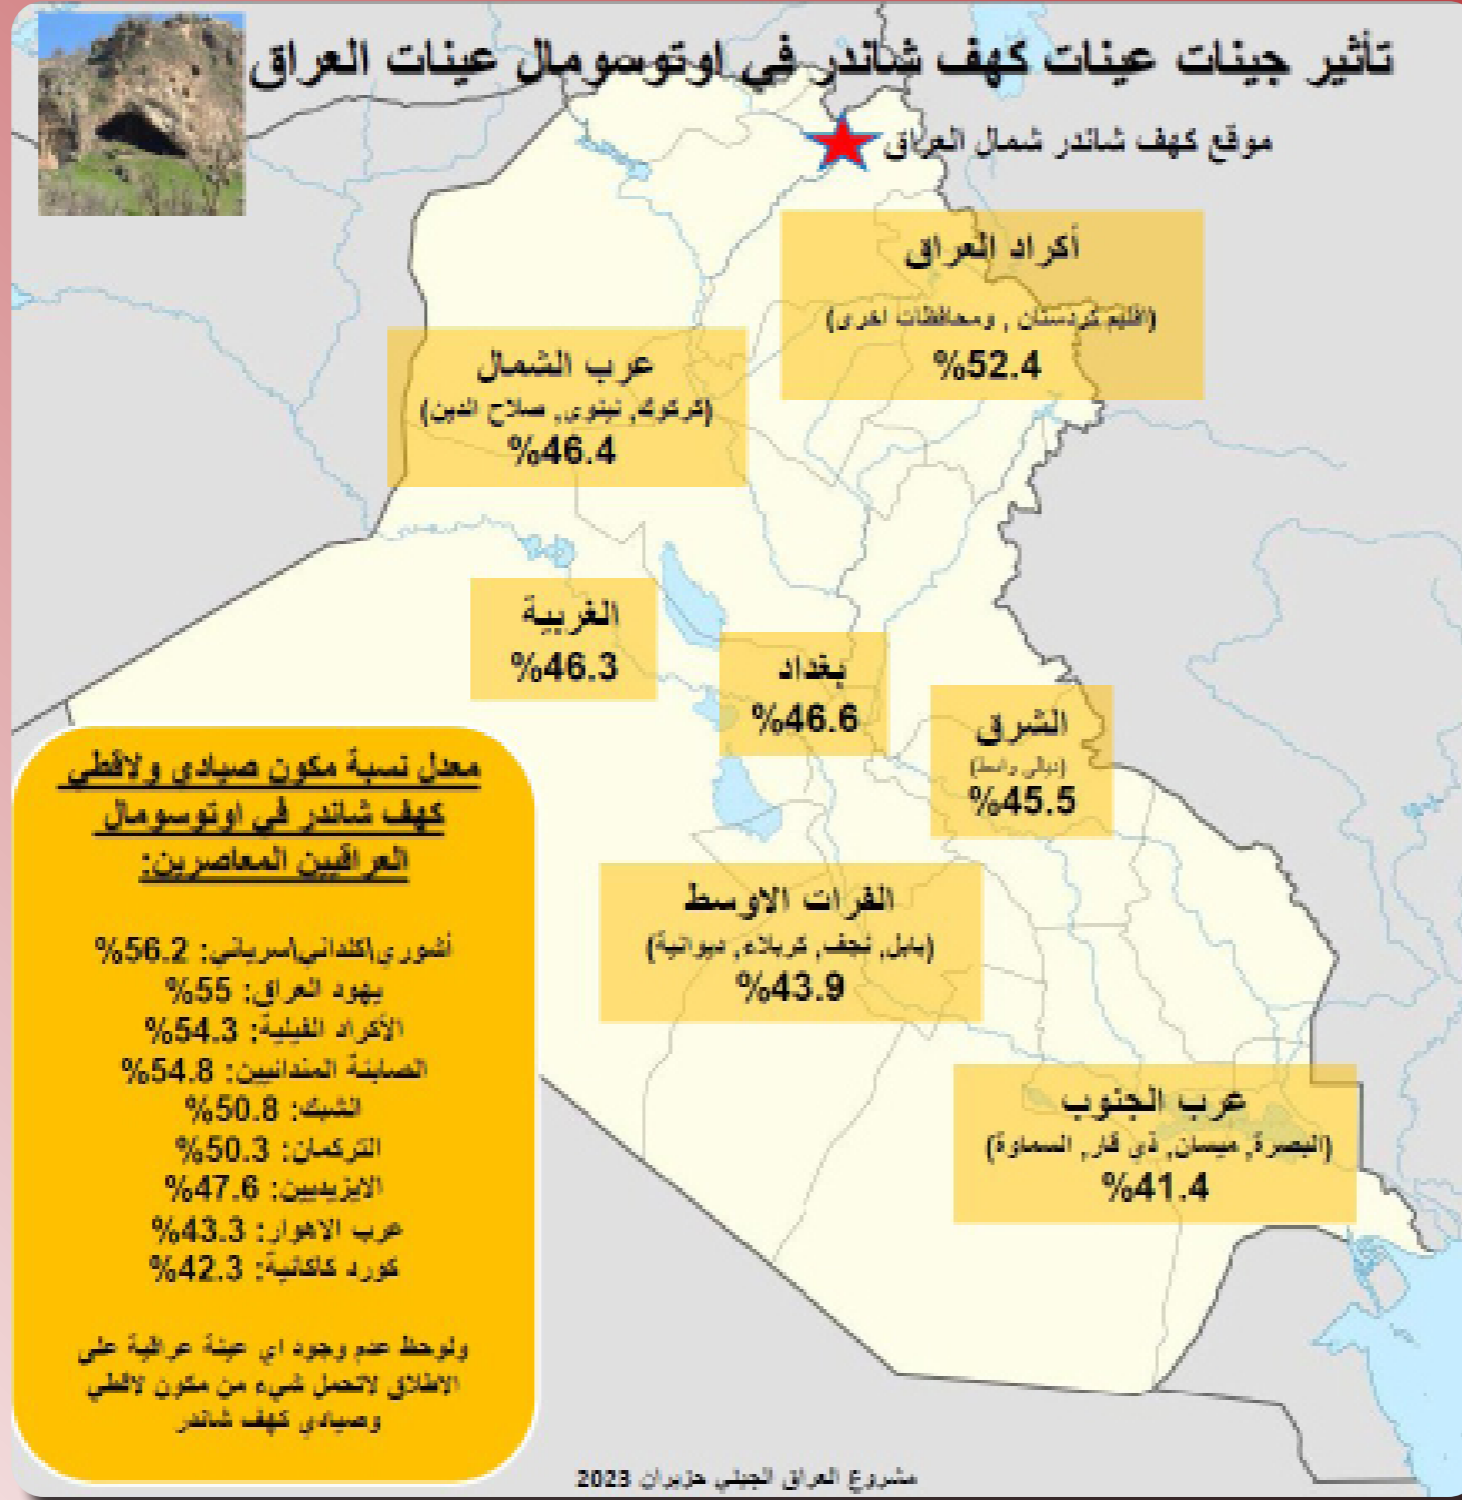 تأثير جينات عينات كهف شاندر في اوتوسومال عينات العراق
موقع كهف شاندر شمال العراق
أكراد العراق
(اقليم كردستان , ومحافظات اخرى)
%52.4
عرب الشمال
(كركوك, نينوى, صلاح الدين)
%46.4
الغربية
%46.3
بغداد
%46.6
الشرق
(ديالى واسط)
%45.5
الفرات الاوسط
(بابل, نجف, كربلاء, ديوانية)
%43.9
عرب الجنوب
(البصرة, ميسان, ذي قار, السماوة)
%41.4
معدل نسبة مكون صيادي ولاقطي
كهف شاندر في اوتوسومال
العراقيين المعاصرين:
أشوري\كلداني\سرياني: 56.2%
يهود العراق: 55%
الأكراد الفيلية: 54.3%
الصابئة المندائيين: 54.8%
الشبك: 50.8%
التركمان: 50.3%
الايزيديين: 47.6%
عرب الاهوار: 43.3%
كورد كاكائية: 42.3%
ولوحظ عدم وجود اي عينة عراقية على
الاطلاق لاتحمل شيء من مكون لاقطي
وصيادي كهف شاندر
مشروع العراق الجيني حزيران 2023